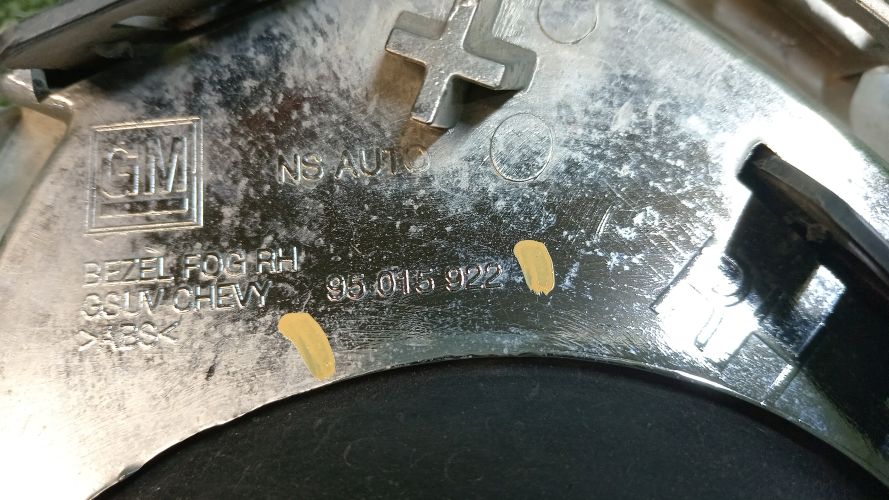 GM
NS AUTO
BEZEL FOG RH
GSUV CHEVY
95 015 922
>ABS<